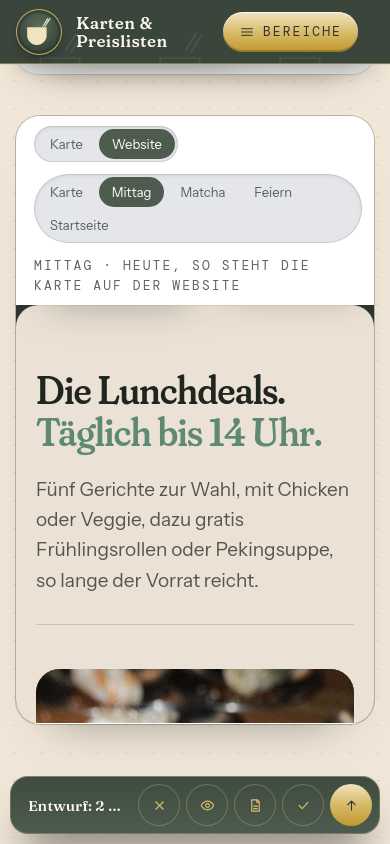 Karten &
Preislisten
BEREICHE
Karte Website
Karte Mittag Matcha Feiern
Startseite
MITTAG · HEUTE, SO STEHT DIE
KARTE AUF DER WEBSITE
Die Lunchdeals.
Täglich bis 14 Uhr.
Fünf Gerichte zur Wahl, mit Chicken
oder Veggie, dazu gratis
Frühlingsrollen oder Pekingsuppe,
so lange der Vorrat reicht.
Entwurf: 2 ...